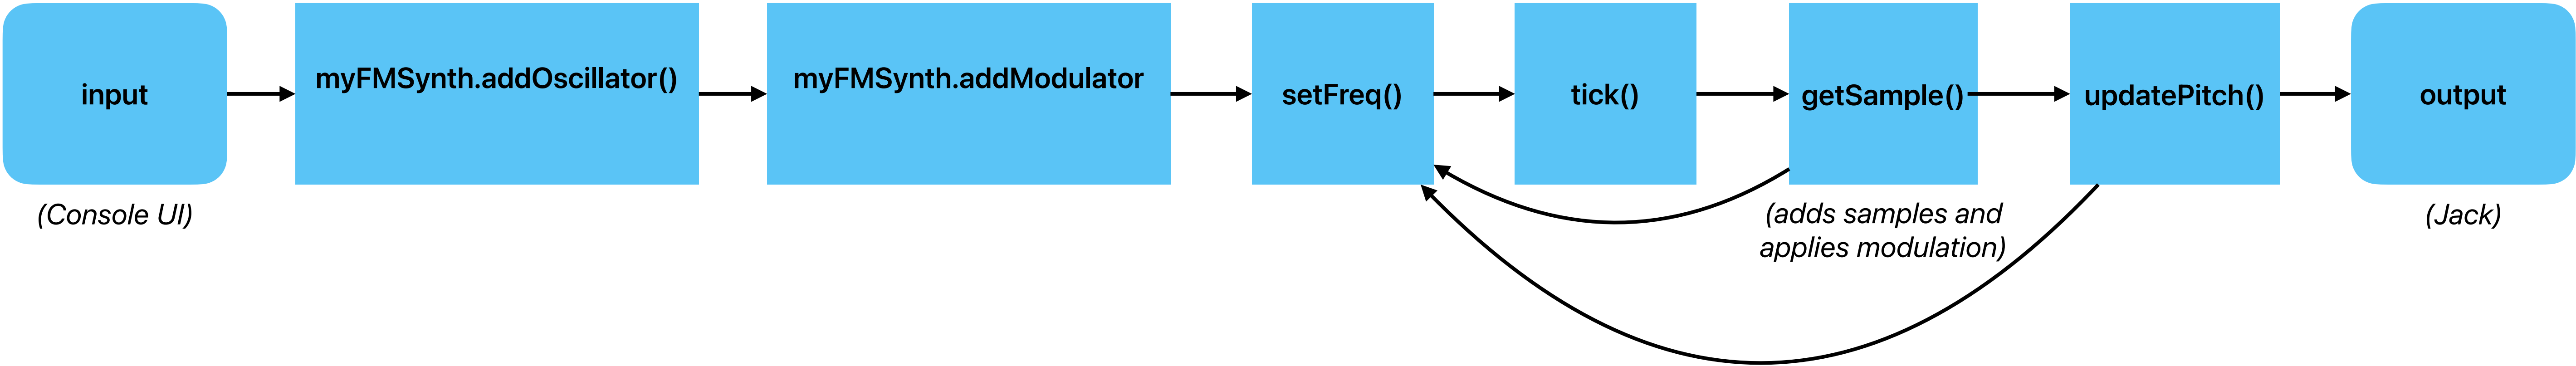 input
myFMSynth.addOscillator()
myFMSynth.addModulator
setFreq()
tick()
getSample()
updatePitch()
output
(Console UI)
(adds samples and
applies modulation)
(Jack)